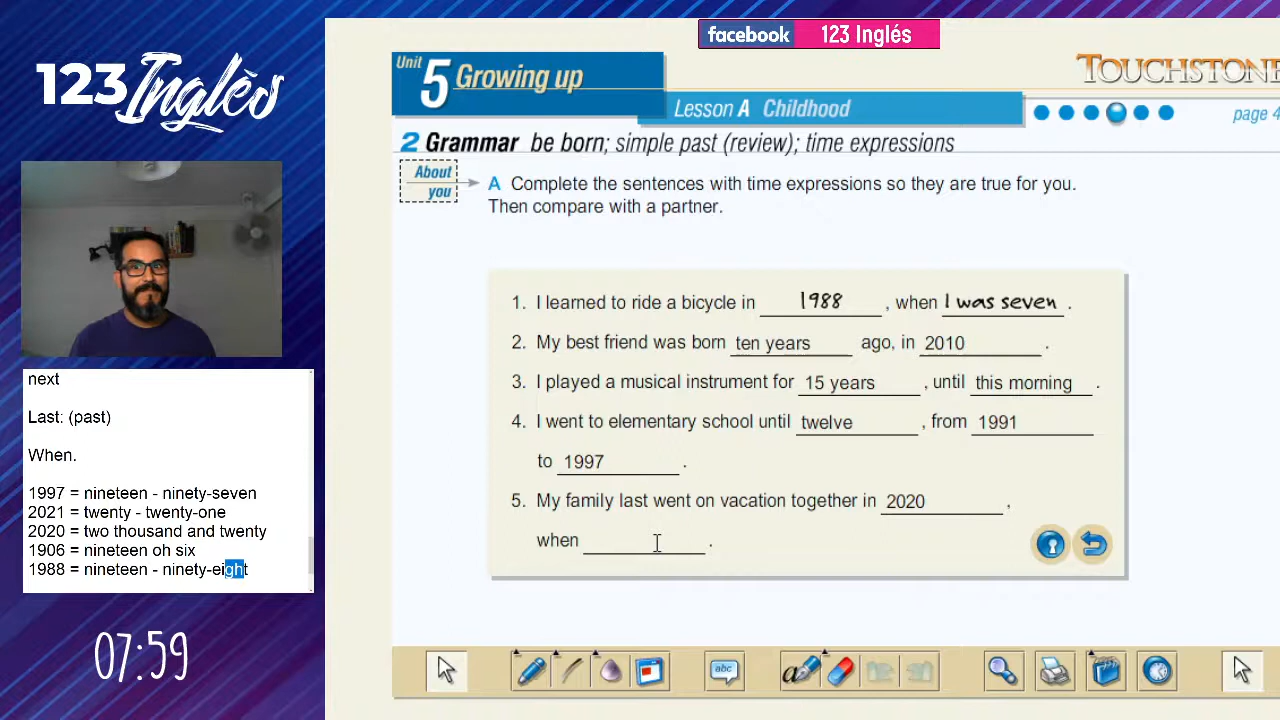 facebook 123 Inglés
123 Inglès
Unit 5 Growing up
TOUCHSTONE
Lesson A Childhood
page 4
2 Grammar be born; simple past (review); time expressions
About you
A Complete the sentences with time expressions so they are true for you.
Then compare with a partner.
1. I learned to ride a bicycle in 1988 , when I was seven .
2. My best friend was born ten years ago, in 2010 .
3. I played a musical instrument for 15 years , until this morning .
4. I went to elementary school until twelve , from 1991
to 1997 .
5. My family last went on vacation together in 2020 ,
when .
next
Last: (past)
When.
1997 = nineteen - ninety-seven
2021 = twenty - twenty-one
2020 = two thousand and twenty
1906 = nineteen oh six
1988 = nineteen - ninety-eight
07:59
abc
a